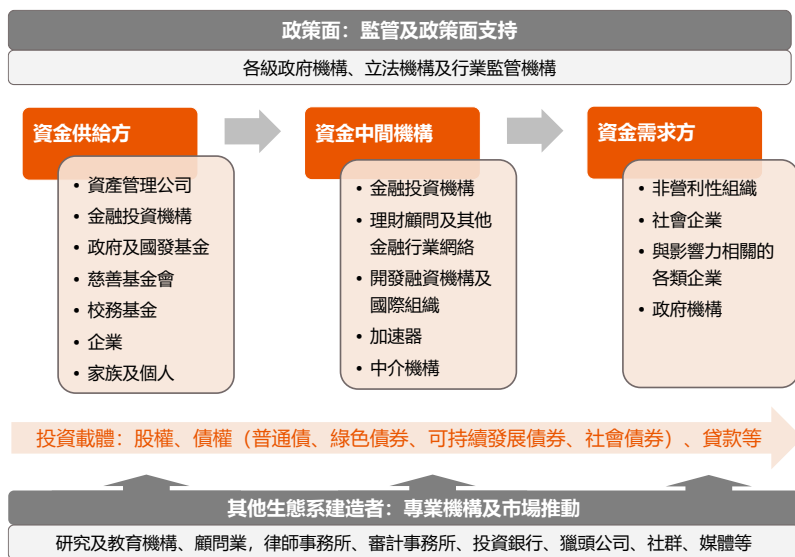 政策面：監管及政策面支持
各級政府機構、立法機構及行業監管機構
資金供給方
• 資產管理公司
• 金融投資機構
• 政府及國發基金
• 慈善基金會
• 校務基金
• 企業
• 家族及個人
資金中間機構
• 金融投資機構
• 理財顧問及其他
金融行業網絡
• 開發融資機構及
國際組織
• 加速器
• 中介機構
資金需求方
• 非營利性組織
• 社會企業
• 與影響力相關的
各類企業
• 政府機構
投資載體：股權、債權（普通債、綠色債券、可持續發展債券、社會債券）、貸款等
其他生態系建造者：專業機構及市場推動
研究及教育機構、顧問業，律師事務所、審計事務所、投資銀行、獵頭公司、社群、媒體等